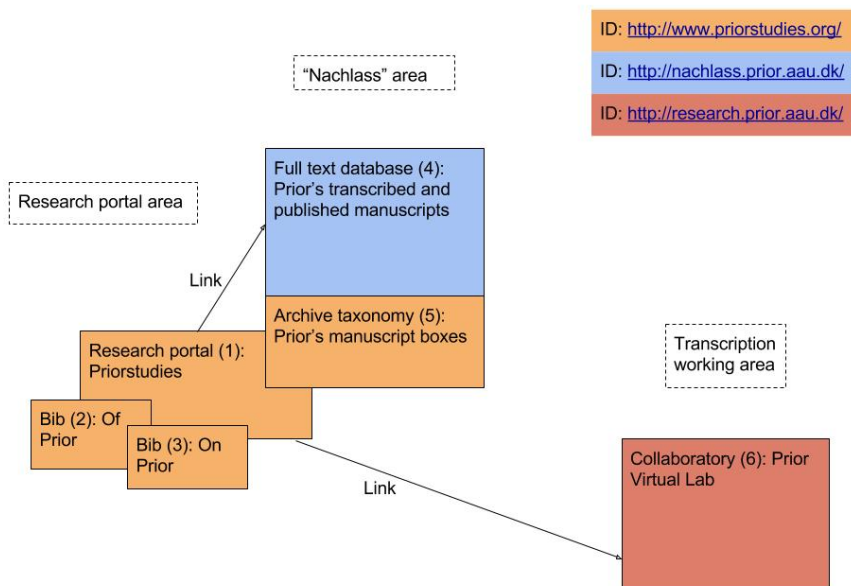 ID: http://www.priorstudies.org/
“Nachlass” area
ID: http://nachlass.prior.aau.dk/
ID: http://research.prior.aau.dk/
Full text database (4):
Prior’s transcribed and
published manuscripts
Research portal area
Link
Archive taxonomy (5):
Prior’s manuscript boxes
Research portal (1):
Priorstudies
Transcription
working area
Bib (2): Of
Prior
Bib (3): On
Prior
Collaboratory (6): Prior
Virtual Lab
Link